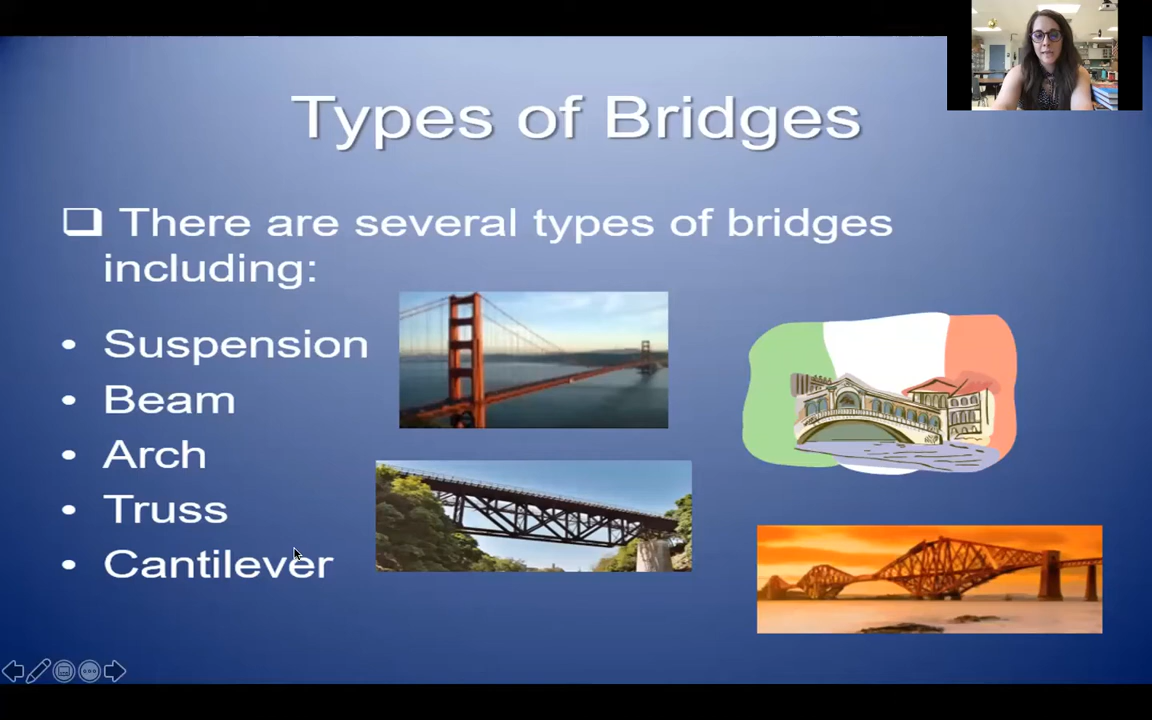 Types of Bridges
There are several types of bridges
including:
• Suspension
• Beam
• Arch
• Truss
• Cantilever